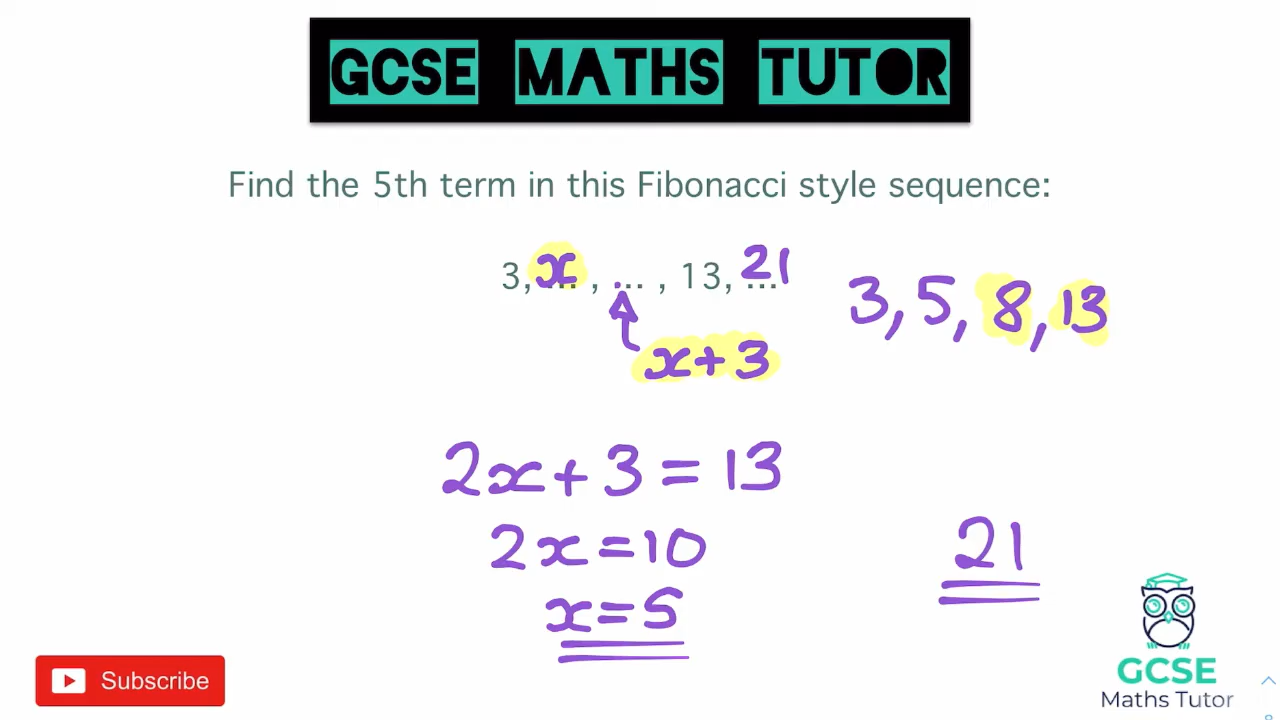 GCSE MATHS TUTOR
Find the 5th term in this Fibonacci style sequence:
3, x ... , ... , 13, 21 ...
3, 5, 8, 13
x + 3
2x + 3 = 13
2x = 10
21
x = 5
Subscribe
GCSE
Maths Tutor